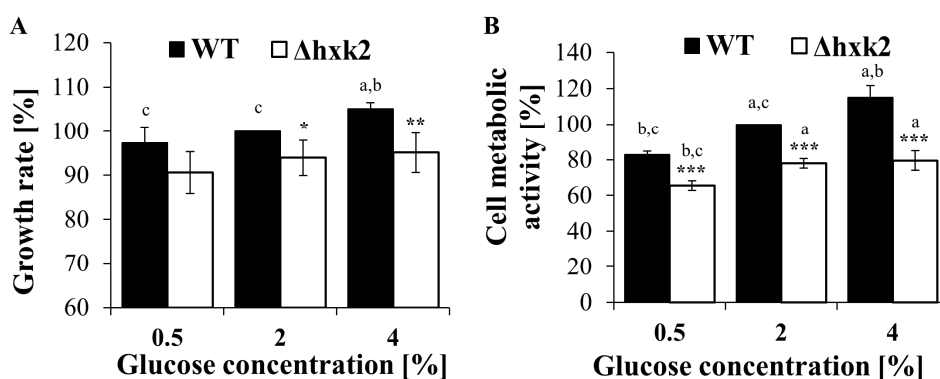 A
WT Δhxk2
Growth rate [%]
120
110
100
90
80
70
60
c
c
*
a,b
**
0.5 2 4
Glucose concentration [%]
B
WT Δhxk2
Cell metabolic
activity [%]
140
120
100
80
60
40
20
0
b,c
b,c
***
a,c
a
***
a,b
a
***
0.5 2 4
Glucose concentration [%]